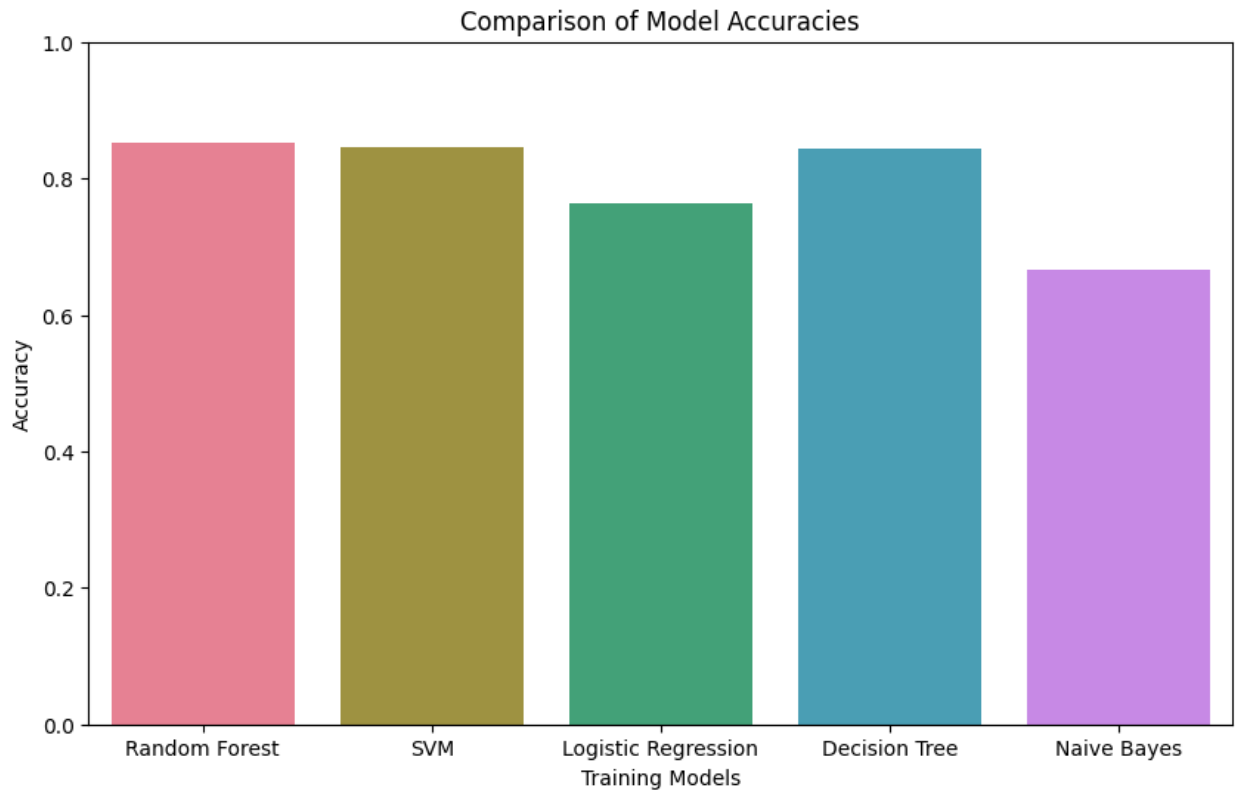 Comparison of Model Accuracies
1.0
0.8
0.6
0.4
0.2
0.0
Accuracy
Random Forest
SVM
Logistic Regression
Decision Tree
Naive Bayes
Training Models